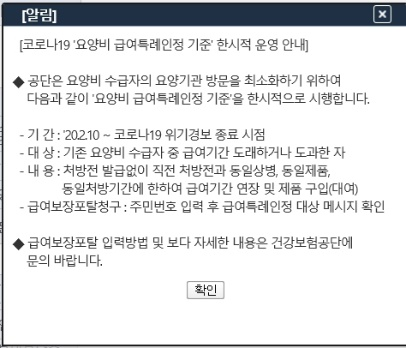 [알림]
[코로나19 '요양비 급여특례인정 기준' 한시적 운영 안내]
◆ 공단은 요양비 수급자의 요양기관 방문을 최소화하기 위하여
다음과 같이 '요양비 급여특례인정 기준'을 한시적으로 시행합니다.
- 기 간 : '20.2.10 ~ 코로나19 위기경보 종료 시점
- 대 상 : 기존 요양비 수급자 중 급여기간 도래하거나 도과한 자
- 내 용 : 처방전 발급없이 직전 처방전과 동일상병, 동일제품,
동일처방기간에 한하여 급여기간 연장 및 제품 구입(대여)
- 급여보장포탈청구 : 주민번호 입력 후 급여특례인정 대상 메시지 확인
◆ 급여보장포탈 입력방법 및 보다 자세한 내용은 건강보험공단에
문의 바랍니다.
확인